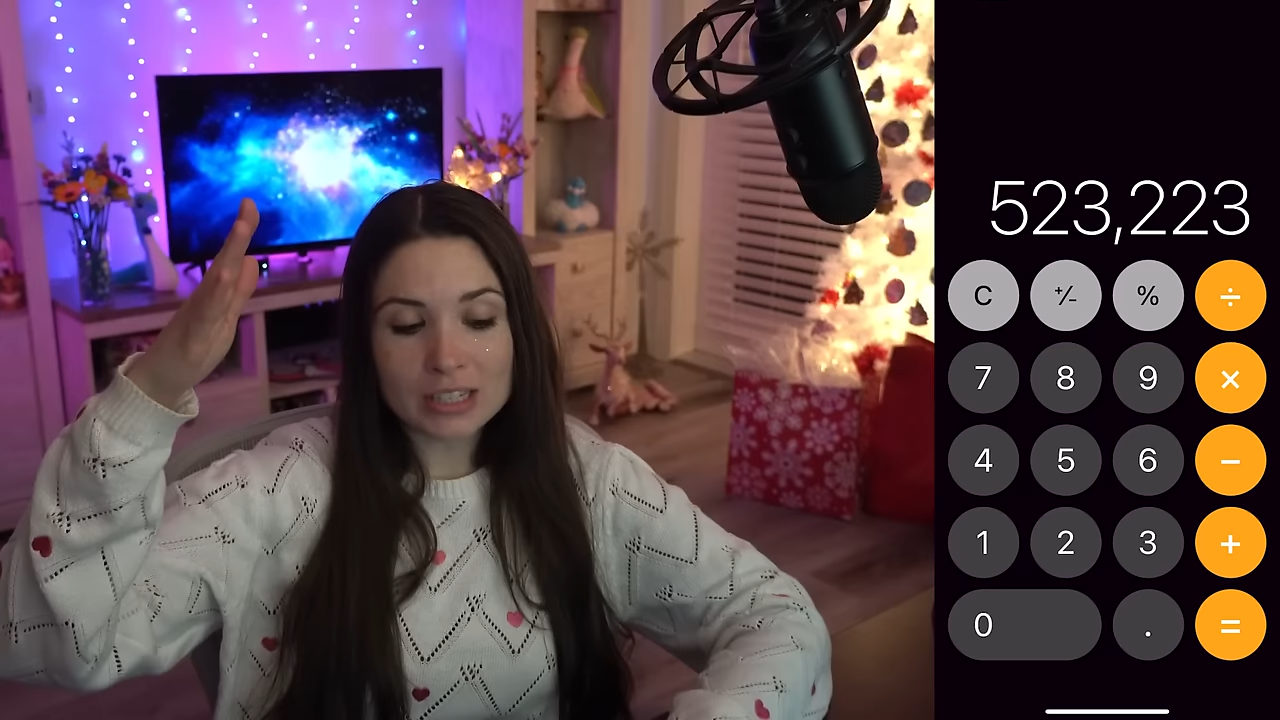 523,223
C +/- % ÷
7 8 9 ×
4 5 6 −
1 2 3 +
0 . =